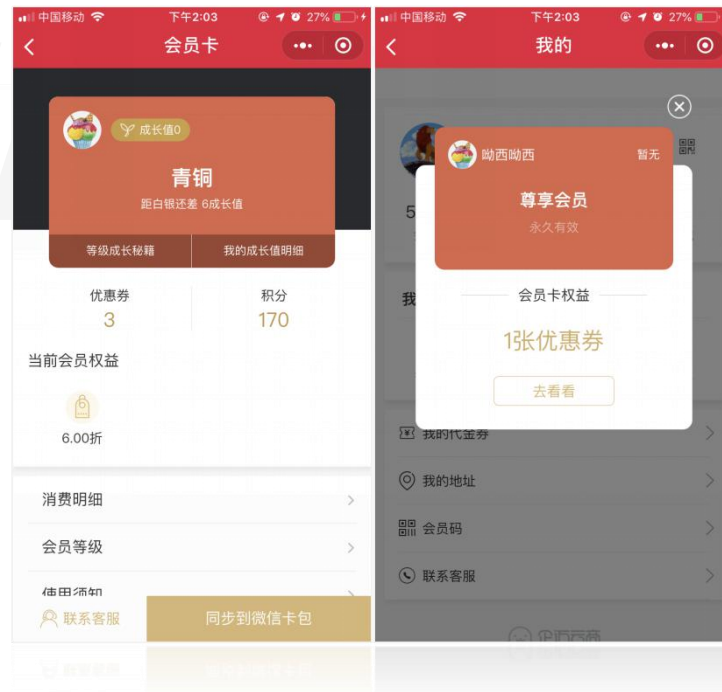 中国移动 下午2:03 27%
会员卡
成长值0
青铜
距白银还差 6成长值
等级成长秘籍 我的成长值明细
优惠券 积分
3 170
当前会员权益
6.00折
消费明细
会员等级
使用须知
联系客服 同步到微信卡包
中国移动 下午2:03 27%
我的
呦西呦西 暂无
尊享会员
永久有效
5
我
会员卡权益
1张优惠券
去看看
我的代金券
我的地址
会员码
联系客服